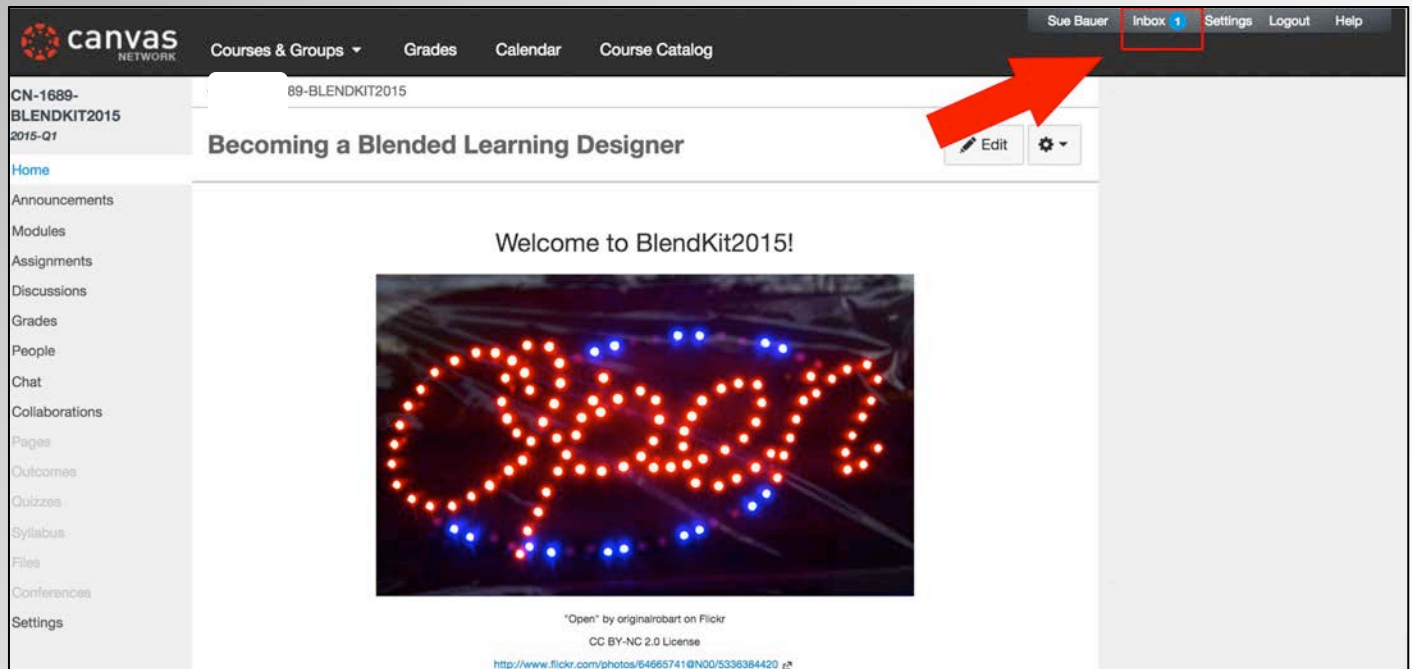 Sue Bauer Inbox 1 Settings Logout Help
canvas
NETWORK
Courses & Groups Grades Calendar Course Catalog
CN-1689-
BLENDKIT2015
2015-Q1
89-BLENDKIT2015
Becoming a Blended Learning Designer
Edit
Home
Announcements
Modules
Assignments
Discussions
Grades
People
Chat
Collaborations
Pages
Outcomes
Quizzes
Syllabus
Files
Conferences
Settings
Welcome to BlendKit2015!
Open
"Open" by originalrobart on Flickr
CC BY-NC 2.0 License
http://www.flickr.com/photos/64665741@N00/5336384420